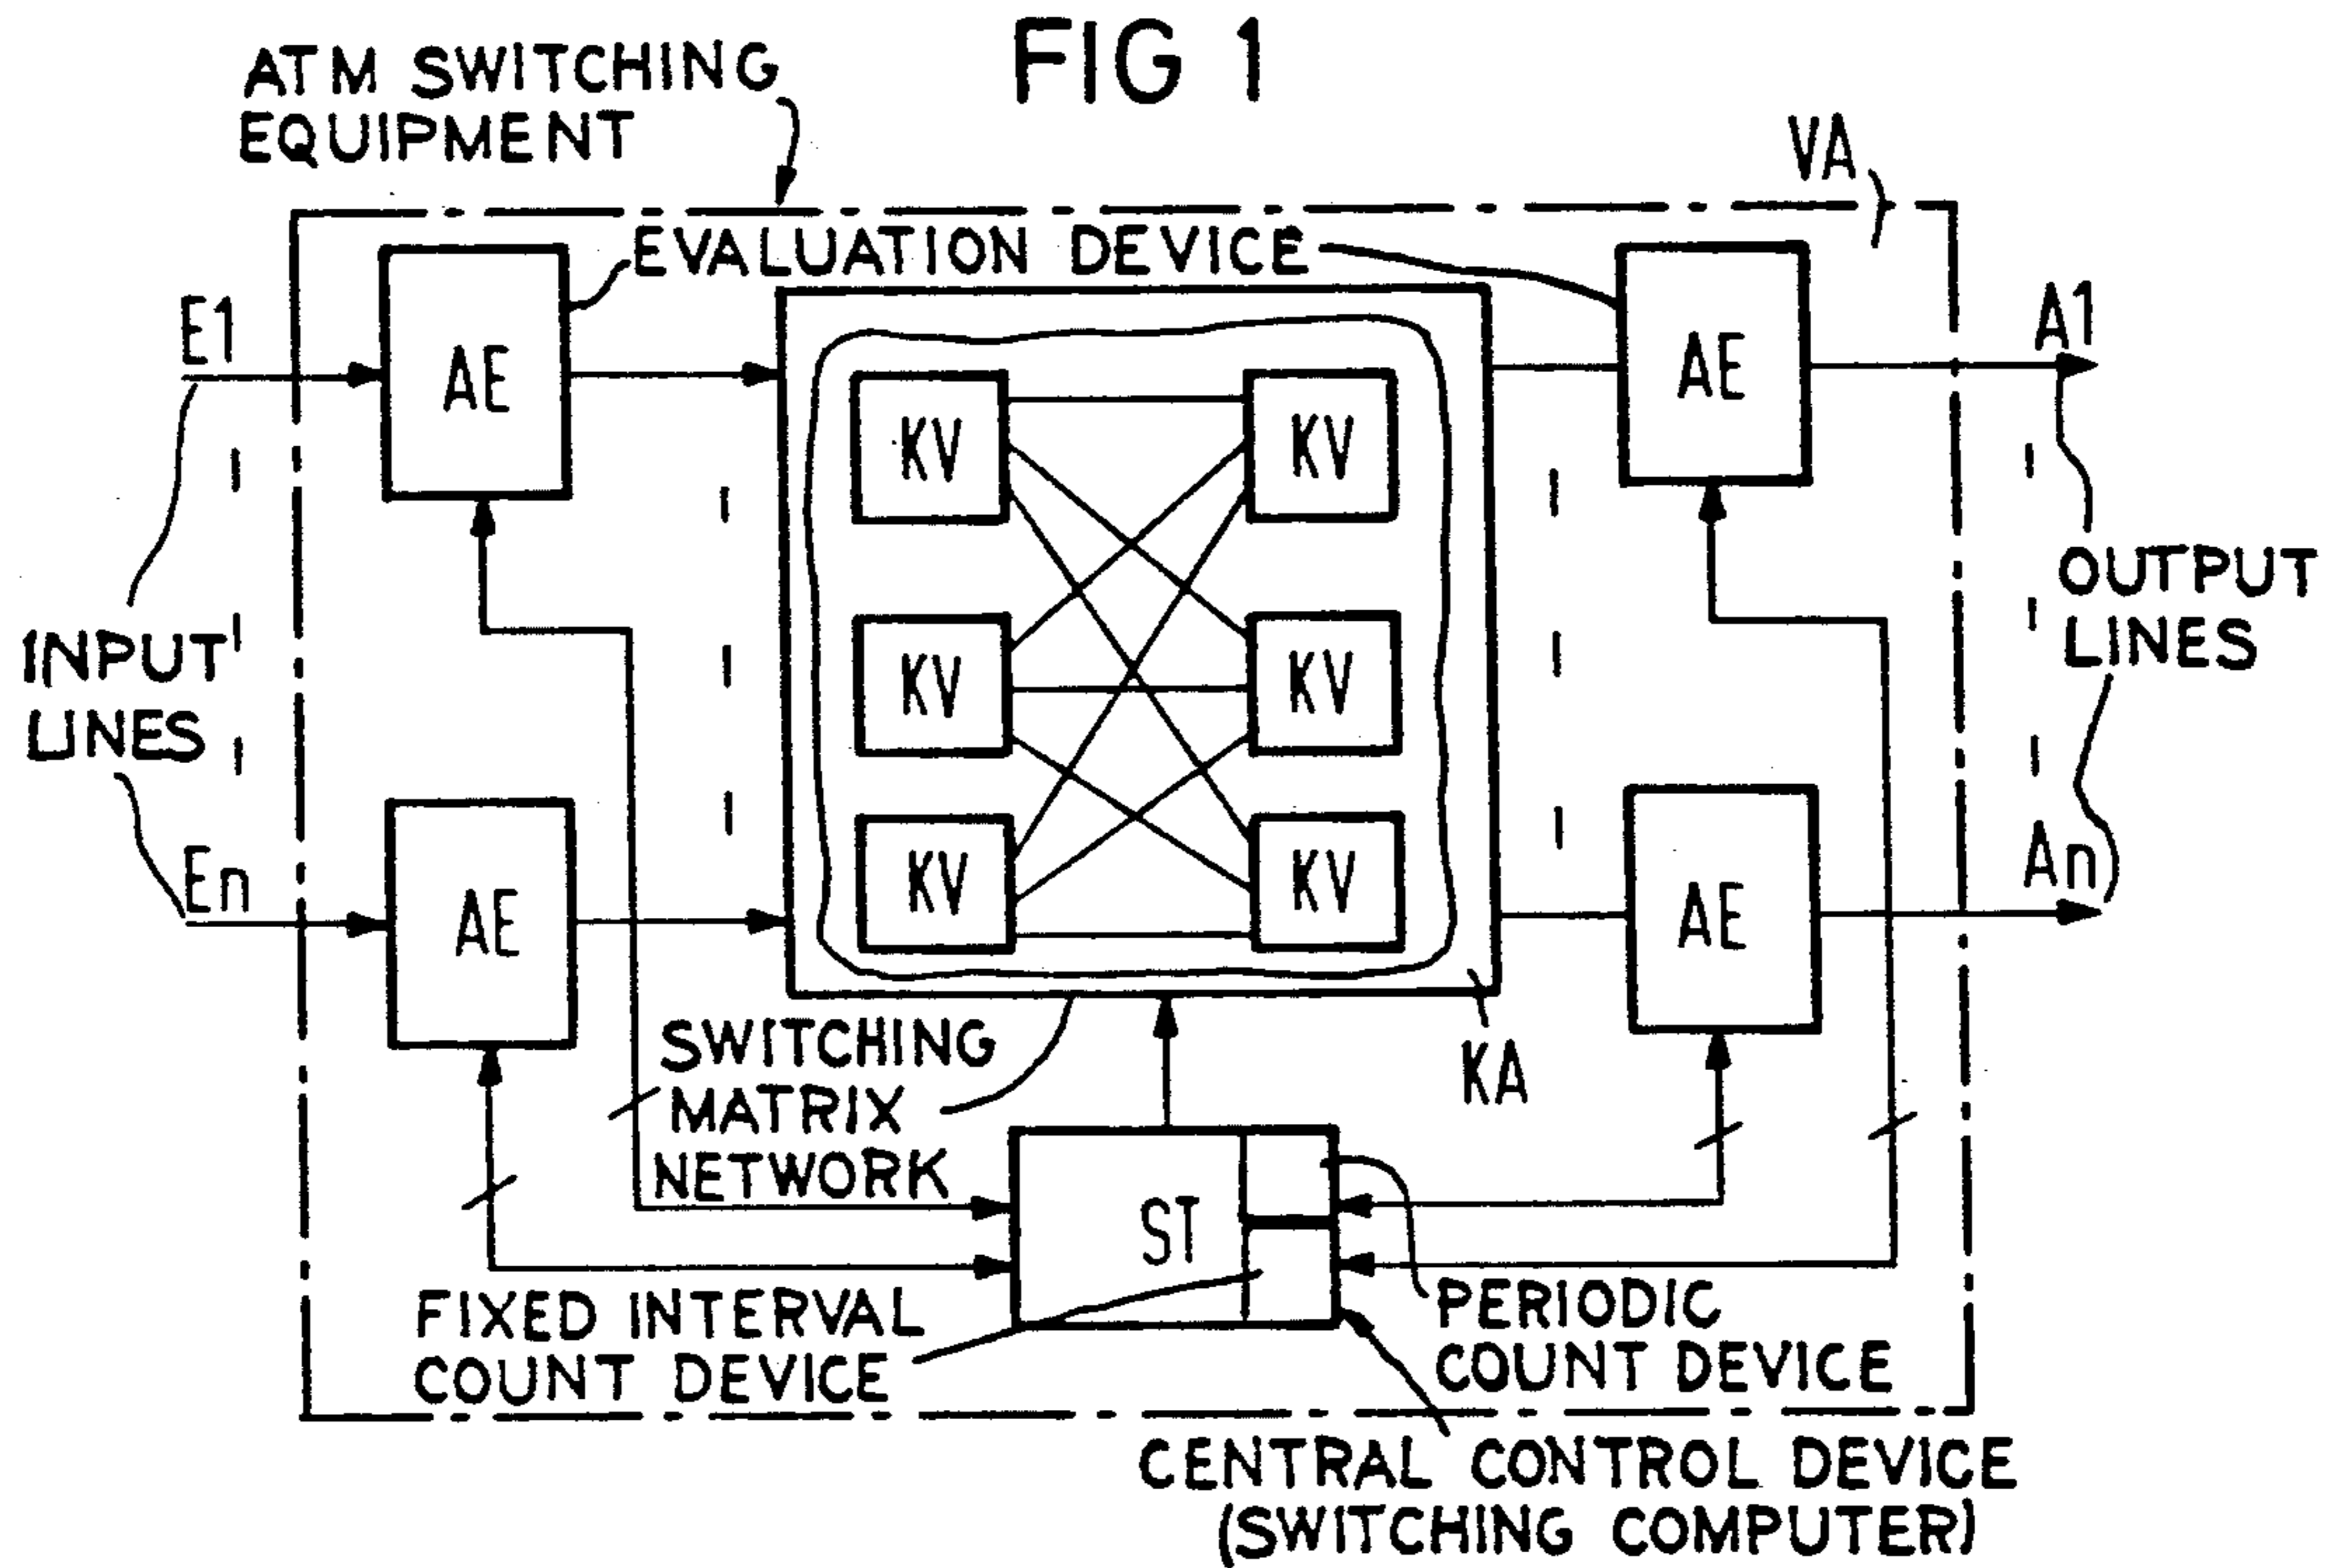 FIG 1
ATM SWITCHING
EQUIPMENT
VA
EVALUATION DEVICE
E1
AE
AE
A1
KV
KV
INPUT
LINES
OUTPUT
LINES
KV
KV
En
AE
KV
KV
AE
An
SWITCHING
MATRIX
NETWORK
KA
ST
FIXED INTERVAL
COUNT DEVICE
PERIODIC
COUNT DEVICE
CENTRAL CONTROL DEVICE
(SWITCHING COMPUTER)